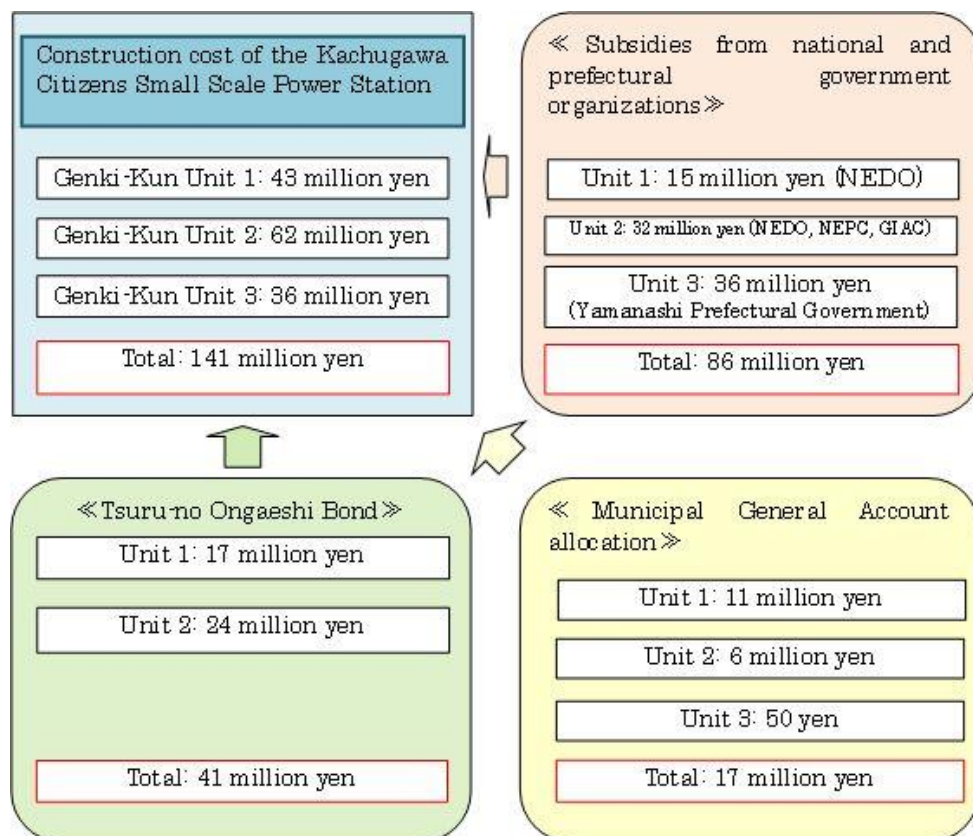 Construction cost of the Kachugawa
Citizens Small Scale Power Station
Genki-Kun Unit 1: 43 million yen
Genki-Kun Unit 2: 62 million yen
Genki-Kun Unit 3: 36 million yen
Total: 141 million yen
≪ Subsidies from national and
prefectural government
organizations≫
Unit 1: 15 million yen (NEDO)
Unit 2: 32 million yen (NEDO, NEPC, GIAC)
Unit 3: 36 million yen
(Yamanashi Prefectural Government)
Total: 86 million yen
≪Tsuru-no Ongaeshi Bond≫
Unit 1: 17 million yen
Unit 2: 24 million yen
Total: 41 million yen
≪ Municipal General Account
allocation≫
Unit 1: 11 million yen
Unit 2: 6 million yen
Unit 3: 50 yen
Total: 17 million yen